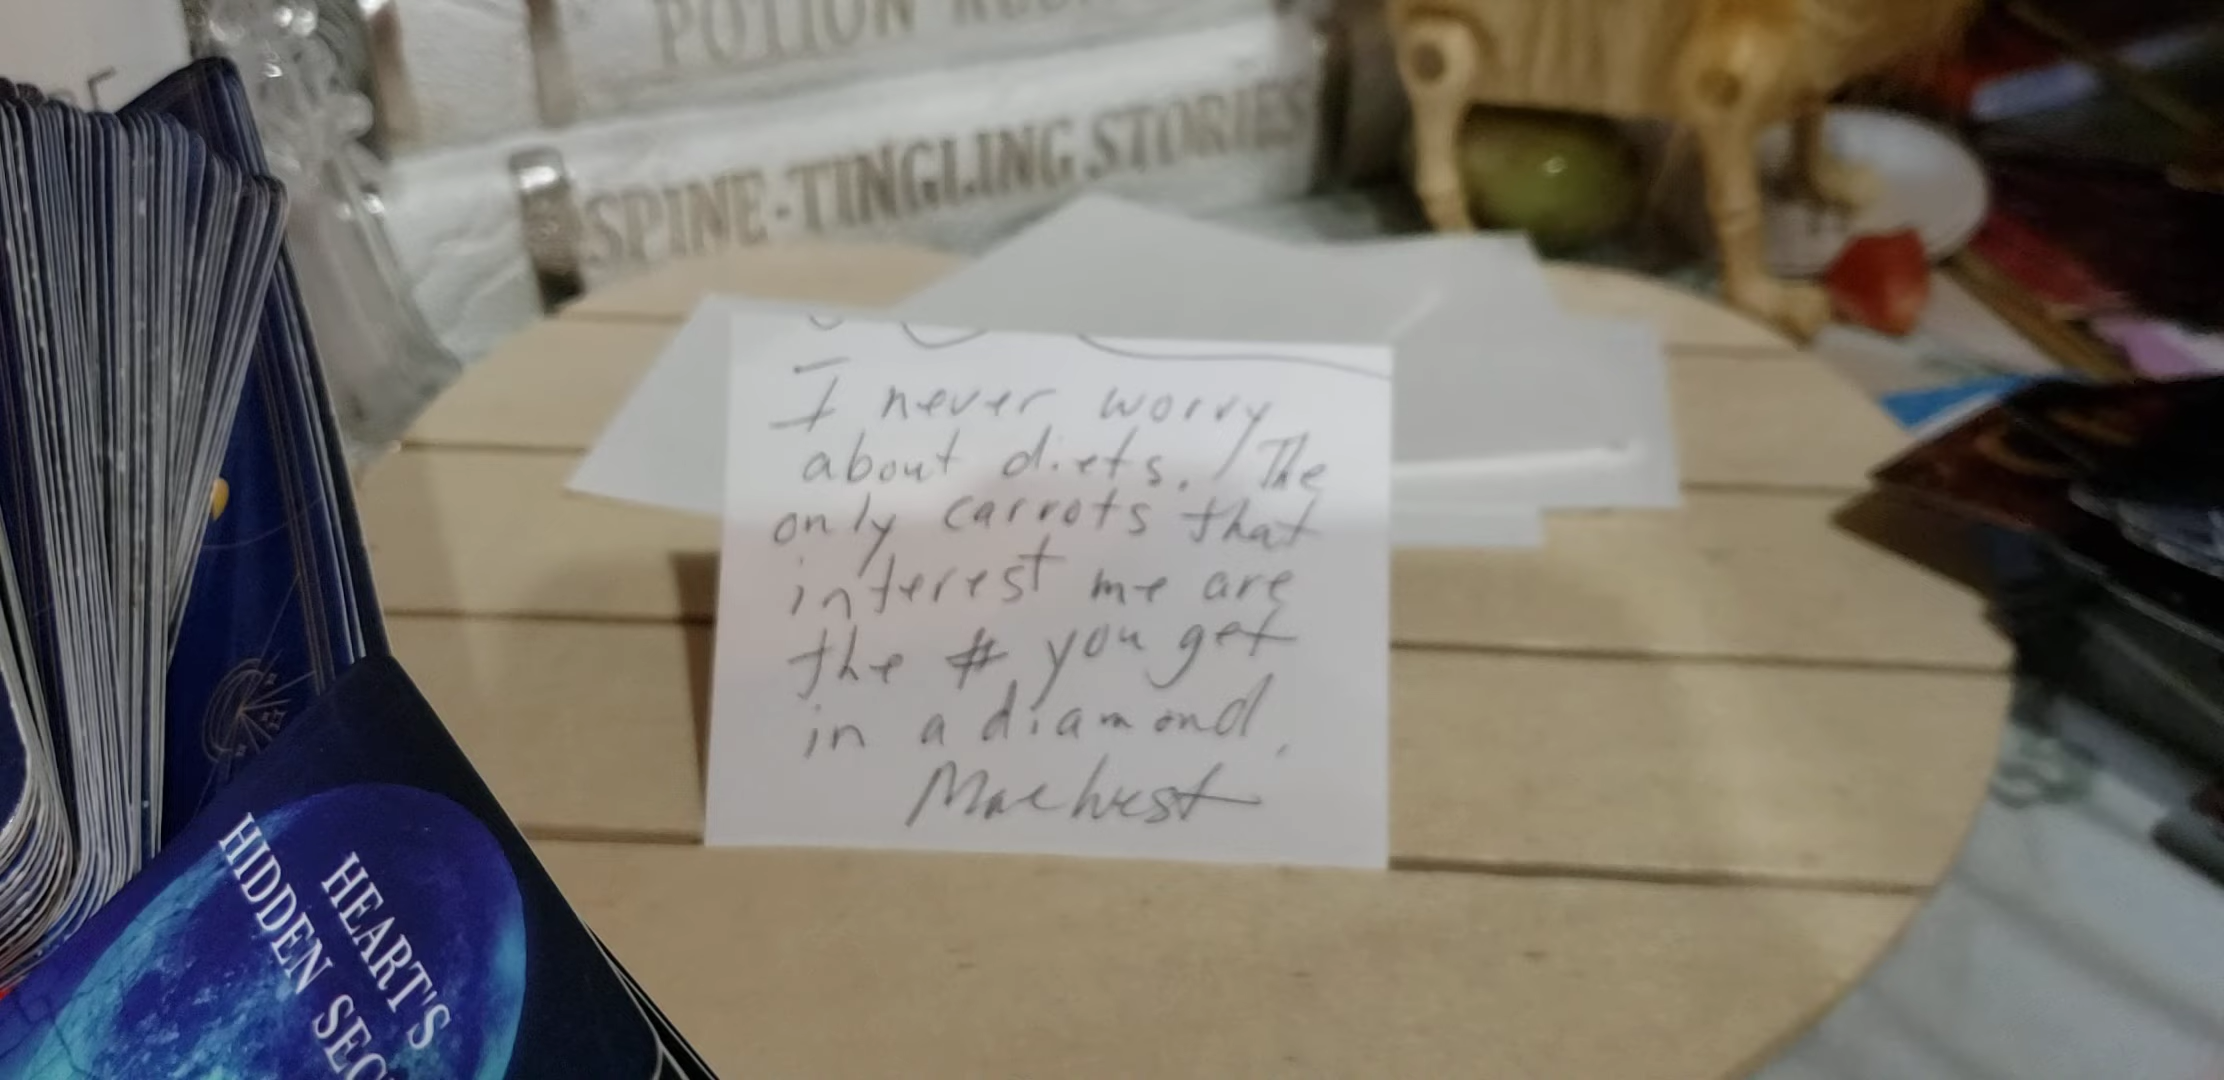 POTION
SPINE-TINGLING STORIES
I never worry
about diets. The
only carrots that
interest me are
the # you get
in a diamond.
Mae West
HEART'S
HIDDEN SEC